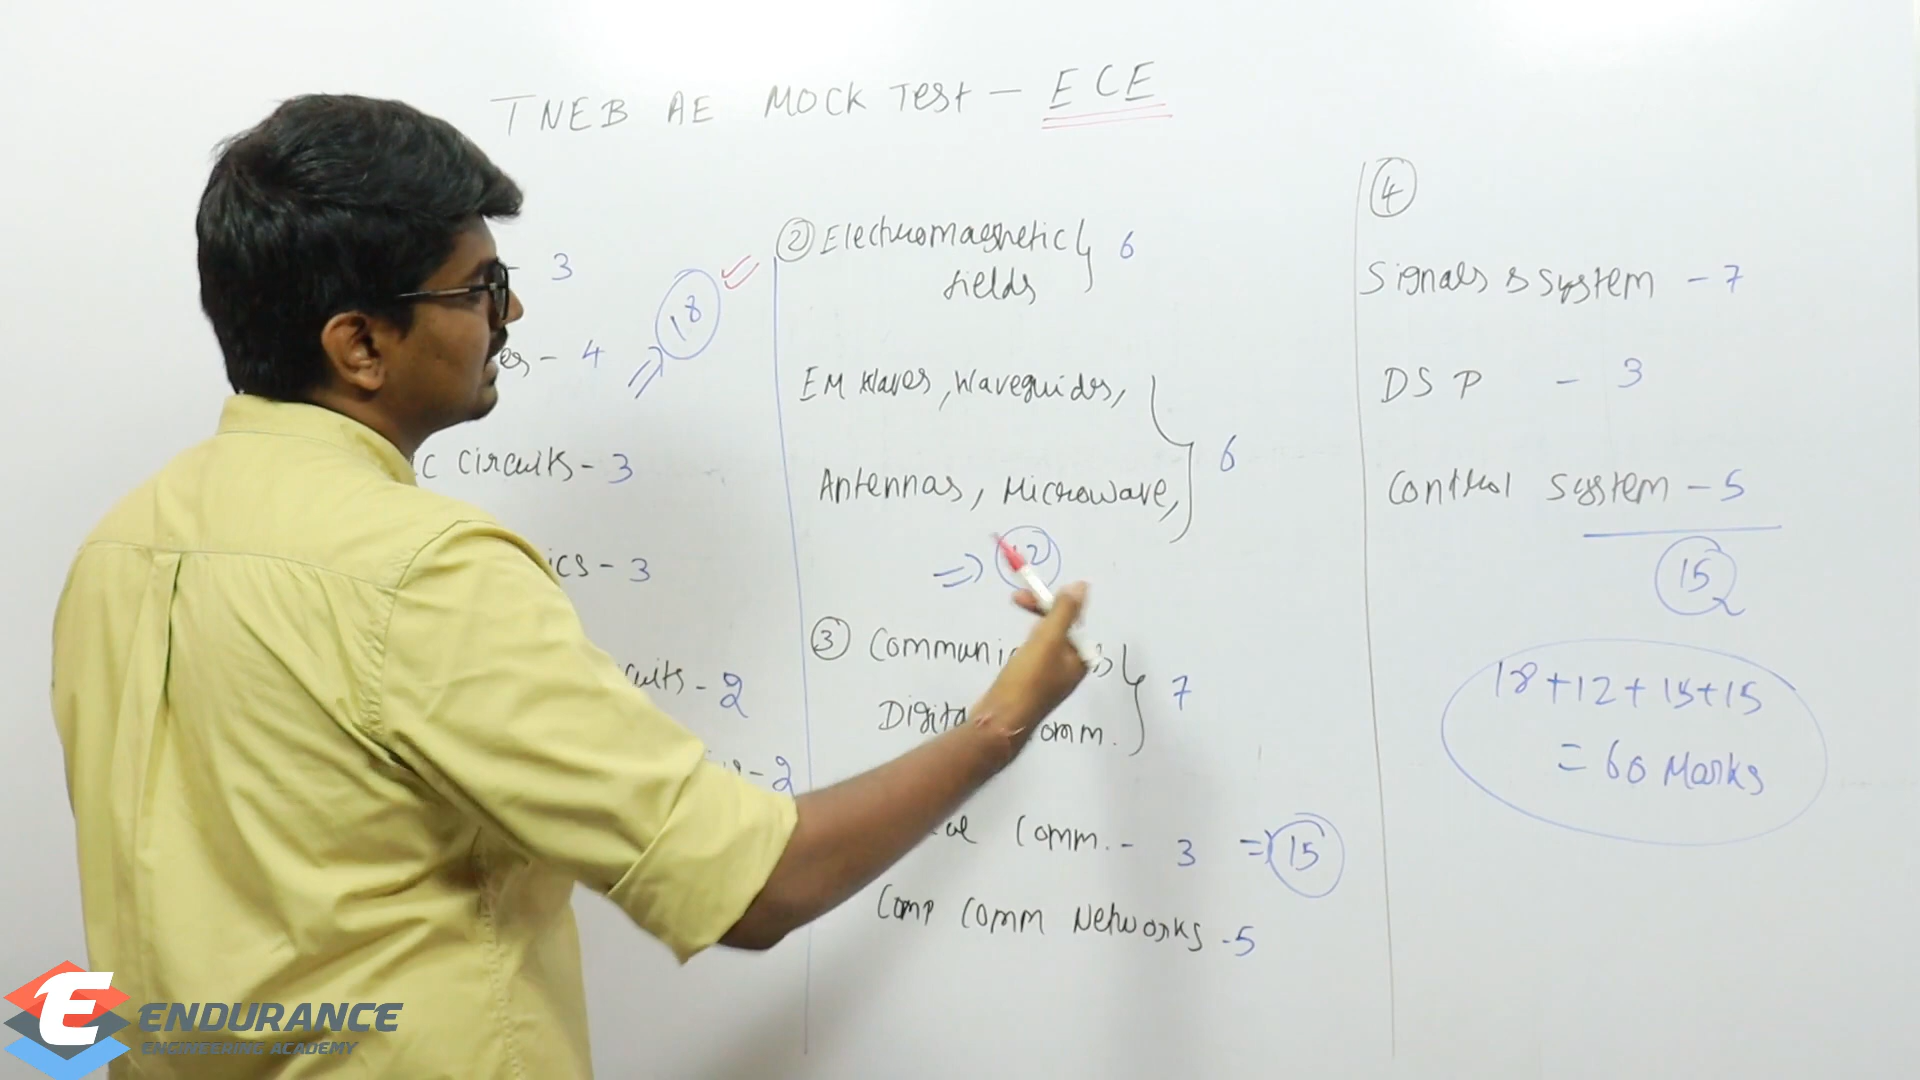 TNEB AE MOCK Test - ECE
- 3
- 4
18
C Circuits - 3
ics - 3
- 2
- 2
② Electromagnetic
fields
6
EM Waves, Waveguides,
Antennas, Microwave,
6
=> 12
③
Digital Comm.
7
Comm. - 3 => 15
Comp Comm Networks - 5
④
Signals & System - 7
DSP - 3
Control System - 5
15
18+12+15+15
= 60 Marks
ENDURANCE
ENGINEERING ACADEMY